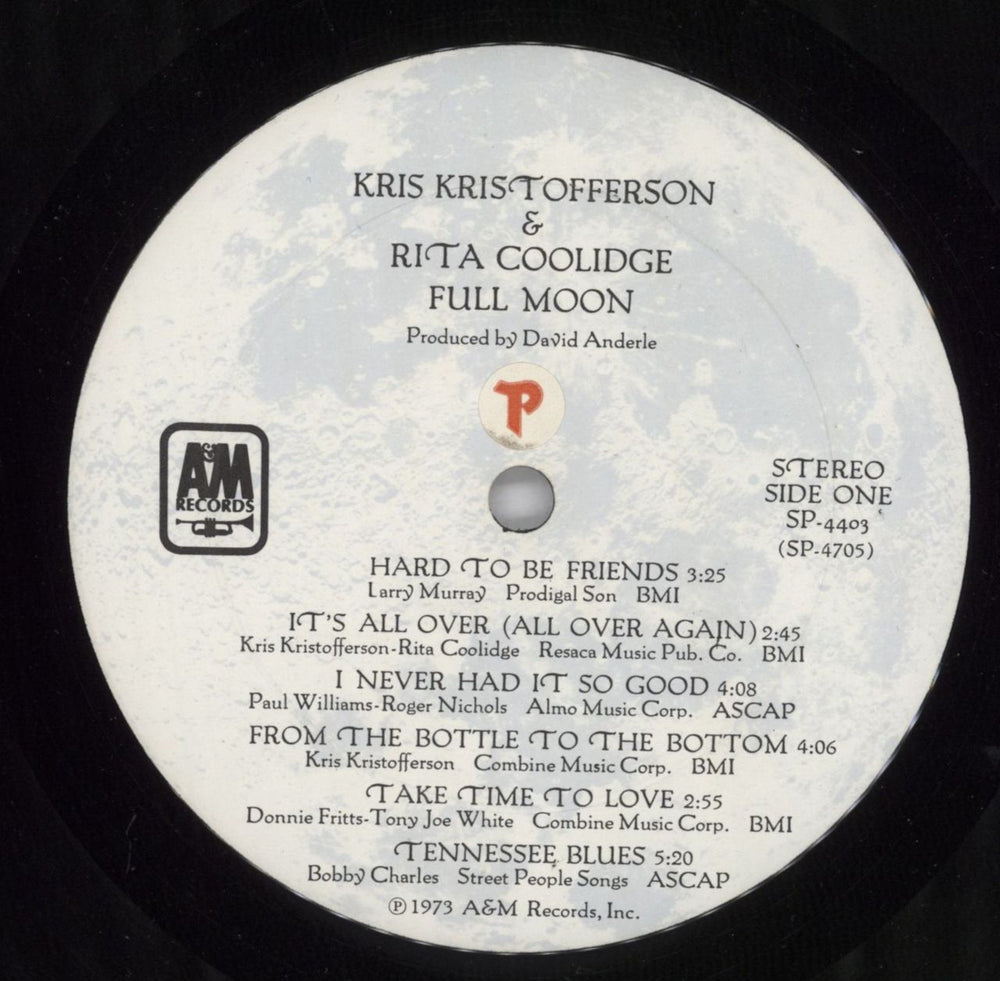 KRIS KRISTOFFERSON
&
RITA COOLIDGE
FULL MOON
Produced by David Anderle
P
A&M
RECORDS
STEREO
SIDE ONE
SP-4403
(SP-4705)
HARD TO BE FRIENDS 3:25
Larry Murray Prodigal Son BMI
IT'S ALL OVER (ALL OVER AGAIN) 2:45
Kris Kristofferson-Rita Coolidge Resaca Music Pub. Co. BMI
I NEVER HAD IT SO GOOD 4:08
Paul Williams-Roger Nichols Almo Music Corp. ASCAP
FROM THE BOTTLE TO THE BOTTOM 4:06
Kris Kristofferson Combine Music Corp. BMI
TAKE TIME TO LOVE 2:55
Donnie Fritts-Tony Joe White Combine Music Corp. BMI
TENNESSEE BLUES 5:20
Bobby Charles Street People Songs ASCAP
℗ 1973 A&M Records, Inc.